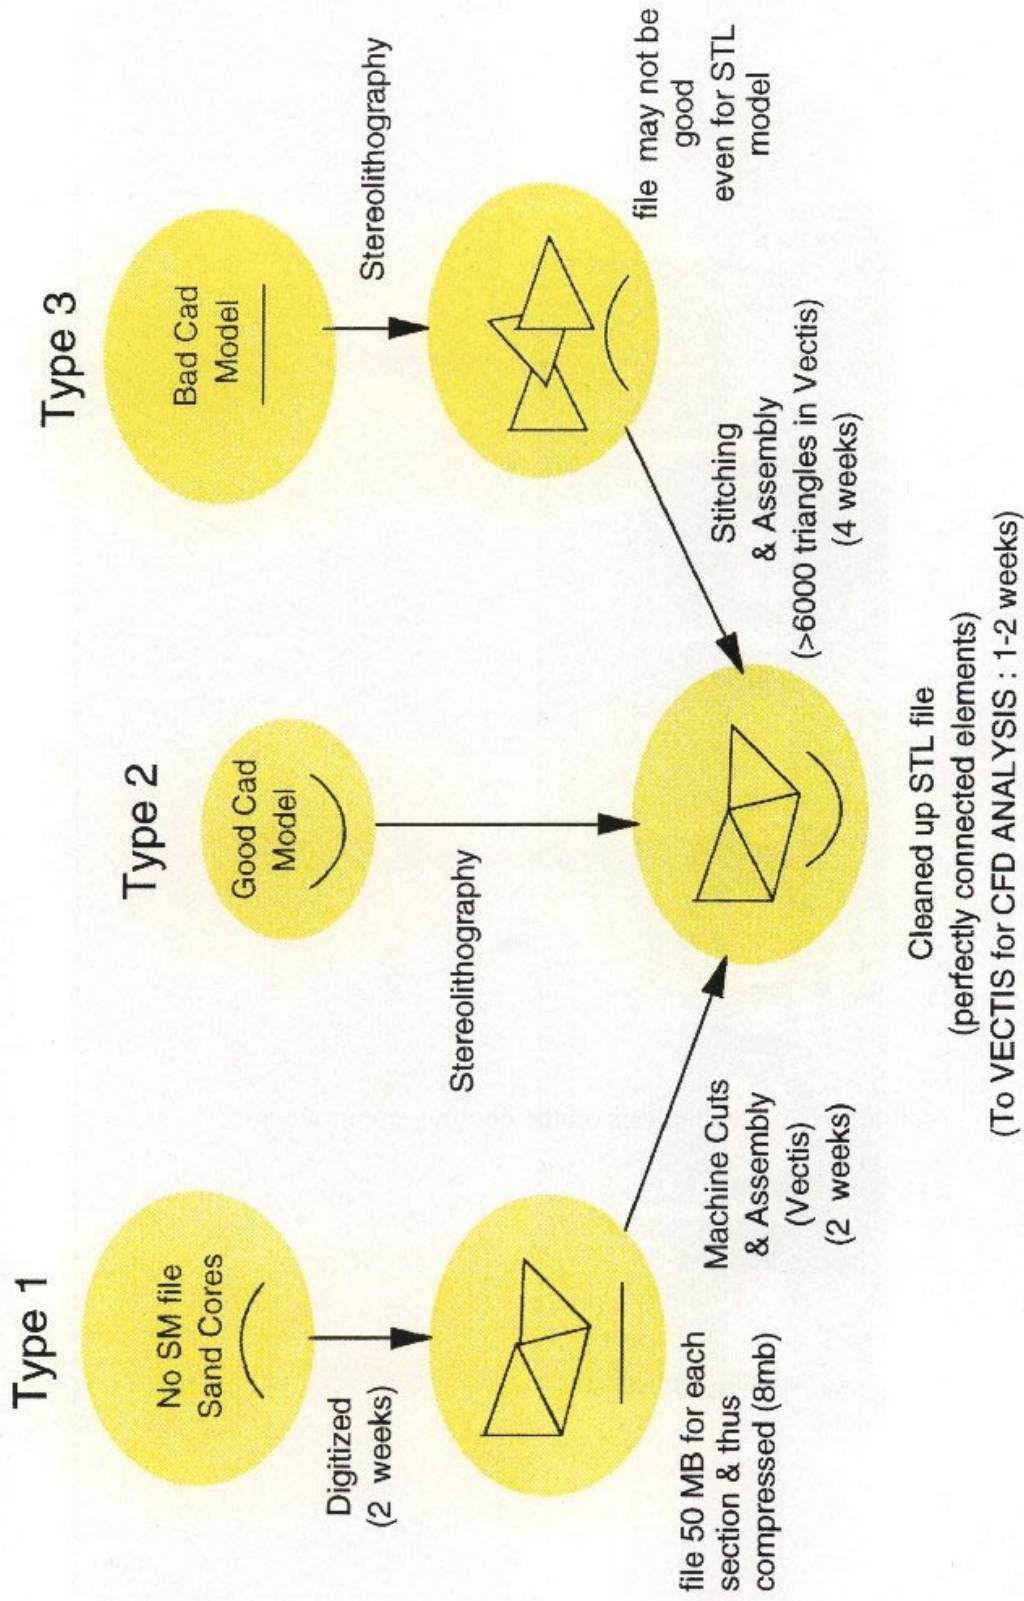 Type 1
No SM file
Sand Cores
Digitized
(2 weeks)
file 50 MB for each
section & thus
compressed (8mb)
Machine Cuts
& Assembly
(Vectis)
(2 weeks)
Type 2
Good Cad
Model
Stereolithography
Type 3
Bad Cad
Model
Stereolithography
file may not be
good
even for STL
model
Stitching
& Assembly
(>6000 triangles in Vectis)
(4 weeks)
Cleaned up STL file
(perfectly connected elements)
(To VECTIS for CFD ANALYSIS : 1-2 weeks)